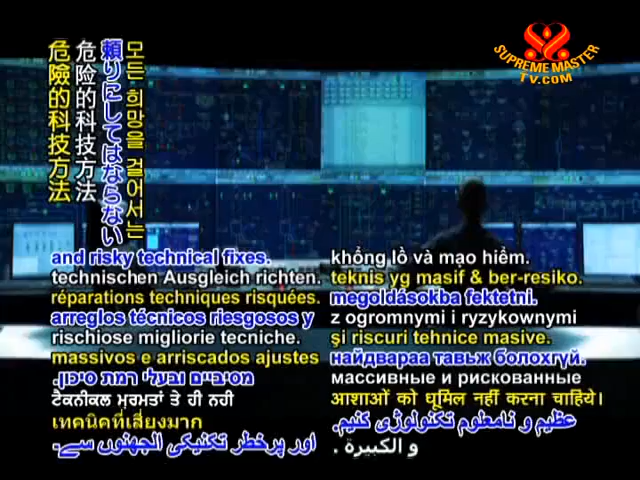 SUPREME MASTER
TV.COM
모든 희망을 걸어서는
頼りにしてはならない
危险的科技方法
危險的科技方法
and risky technical fixes.
technischen Ausgleich richten.
réparations techniques risquées.
arreglos técnicos riesgosos y
rischiose migliorie tecniche.
massivos e arriscados ajustes
מסיביים ובעלי רמת סיכון.
ਟੈਕਨੀਕਲ ਮੁਰਮਤਾਂ ਤੇ ਹੀ ਨਹੀ
เทคนิคที่เสี่ยงมาก
اور پرخطر تکنیکی الجھنوں سے۔
khổng lồ và mạo hiểm.
teknis yg masif & ber-resiko.
megoldásokba fektetni.
z ogromnymi i ryzykownymi
şi riscuri tehnice masive.
найдвараа тавьж болохгүй.
массивные и рискованные
आशाओं को धूमिल नहीं करना चाहिये।
عظیم و نامعلوم تکنولوژی کنیم.
و الكبيرة .